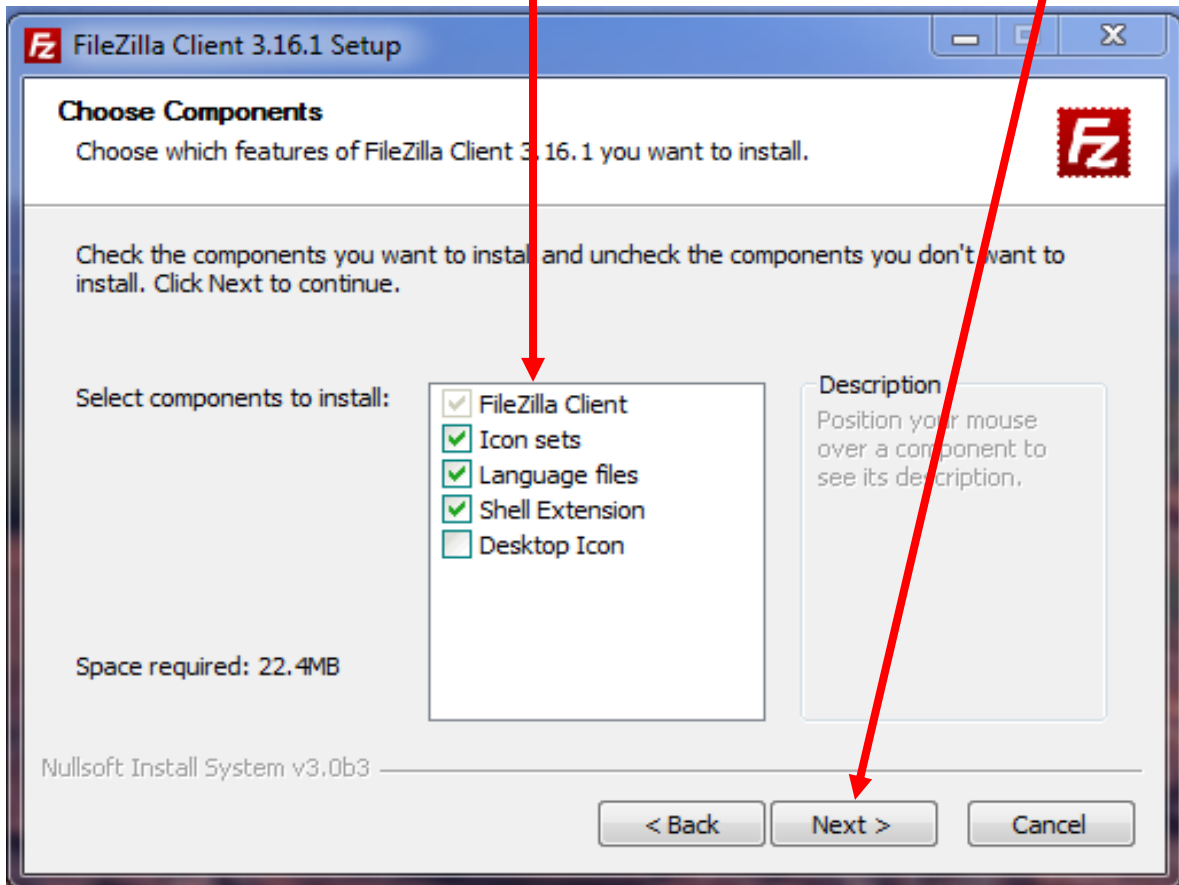 FileZilla Client 3.16.1 Setup
Choose Components
Choose which features of FileZilla Client 3.16.1 you want to install.
Fz
Check the components you want to install and uncheck the components you don't want to
install. Click Next to continue.
Select components to install:
FileZilla Client
Icon sets
Language files
Shell Extension
Desktop Icon
Description
Position your mouse
over a component to
see its description.
Space required: 22.4MB
Nullsoft Install System v3.0b3
< Back
Next >
Cancel